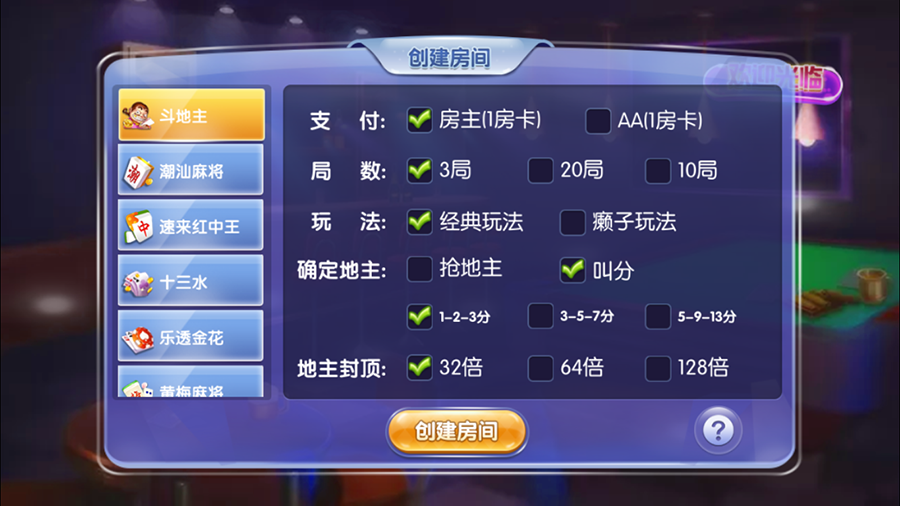 创建房间
欢迎光临
斗地主
潮汕麻将
速来红中王
十三水
乐透金花
黄梅麻将
支 付: 房主(1房卡) AA(1房卡)
局 数: 3局 20局 10局
玩 法: 经典玩法 癞子玩法
确定地主: 抢地主 叫分
1-2-3分 3-5-7分 5-9-13分
地主封顶: 32倍 64倍 128倍
创建房间
?